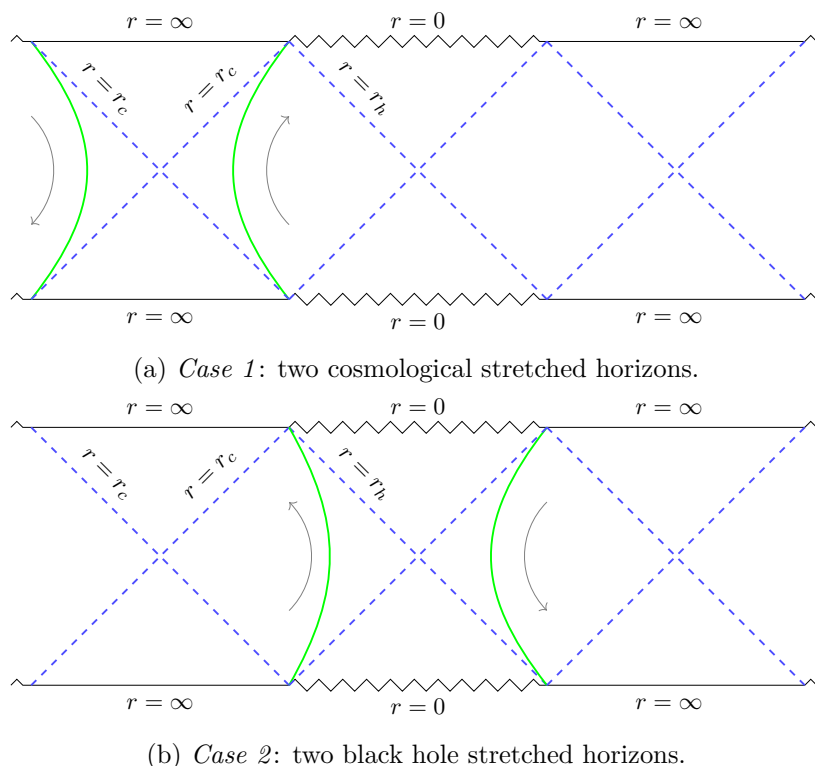 r = ∞ r = 0 r = ∞
r = r_c r = r_c r = r_h
r = ∞ r = 0 r = ∞
(a) Case 1: two cosmological stretched horizons.
r = ∞ r = 0 r = ∞
r = r_c r = r_c r = r_h
r = ∞ r = 0 r = ∞
(b) Case 2: two black hole stretched horizons.